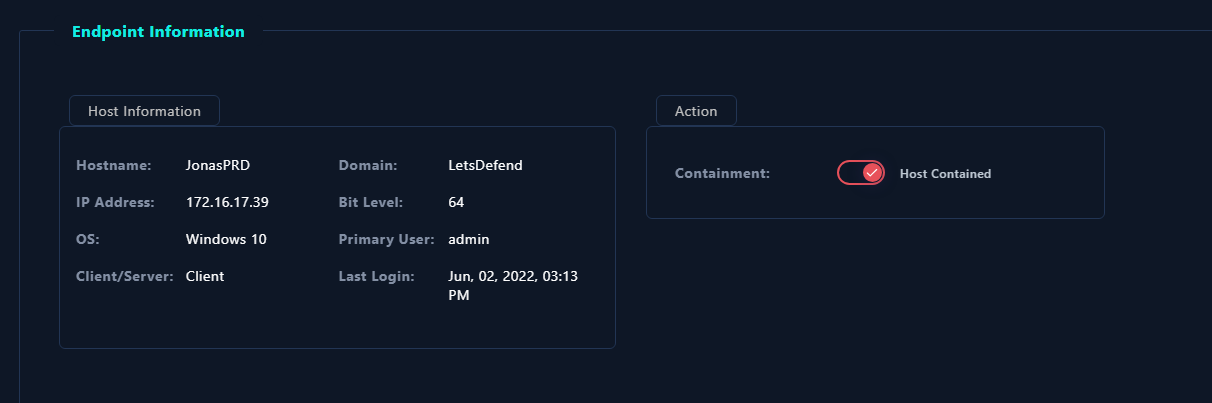 Endpoint Information
Host Information
Hostname: JonasPRD Domain: LetsDefend
IP Address: 172.16.17.39 Bit Level: 64
OS: Windows 10 Primary User: admin
Client/Server: Client Last Login: Jun, 02, 2022, 03:13
PM
Action
Containment: Host Contained